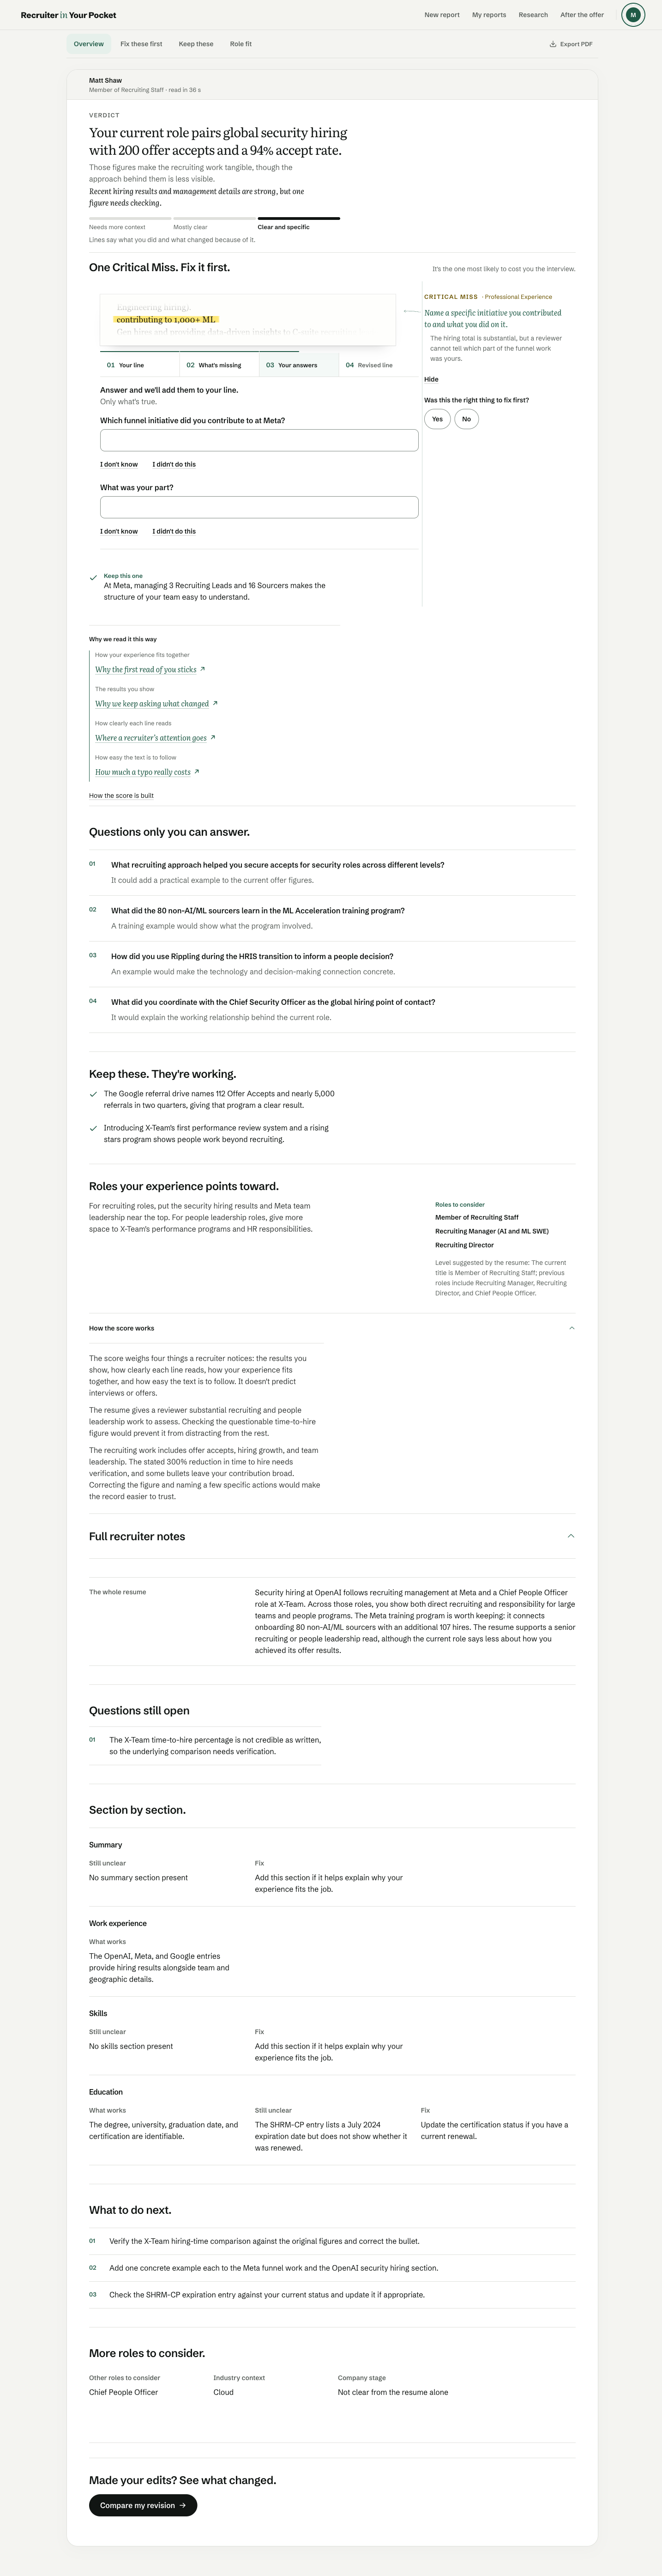 Recruiter in Your Pocket
New report
My reports
Research
After the offer
M
Overview
Fix these first
Keep these
Role fit
Export PDF
Matt Shaw
Member of Recruiting Staff · read in 36 s
VERDICT
Your current role pairs global security hiring
with 200 offer accepts and a 94% accept rate.
Those figures make the recruiting work tangible, though the
approach behind them is less visible.
Recent hiring results and management details are strong, but one
figure needs checking.
Needs more context
Mostly clear
Clear and specific
Lines say what you did and what changed because of it.
One Critical Miss. Fix it first.
It's the one most likely to cost you the interview.
contributing to 1,000+ ML
CRITICAL MISS · Professional Experience
Name a specific initiative you contributed
to and what you did on it.
The hiring total is substantial, but a reviewer
cannot tell which part of the funnel work
was yours.
Hide
Was this the right thing to fix first?
Yes
No
01 Your line
02 What's missing
03 Your answers
04 Revised line
Answer and we'll add them to your line.
Only what's true.
Which funnel initiative did you contribute to at Meta?
I don't know
I didn't do this
What was your part?
I don't know
I didn't do this
Keep this one
At Meta, managing 3 Recruiting Leads and 16 Sourcers makes the
structure of your team easy to understand.
Why we read it this way
How your experience fits together
Why the first read of you sticks ↗
The results you show
Why we keep asking what changed ↗
How clearly each line reads
Where a recruiter's attention goes ↗
How easy the text is to follow
How much a typo really costs ↗
How the score is built
Questions only you can answer.
01 What recruiting approach helped you secure accepts for security roles across different levels?
It could add a practical example to the current offer figures.
02 What did the 80 non-AI/ML sourcers learn in the ML Acceleration training program?
A training example would show what the program involved.
03 How did you use Rippling during the HRIS transition to inform a people decision?
An example would make the technology and decision-making connection concrete.
04 What did you coordinate with the Chief Security Officer as the global hiring point of contact?
It would explain the working relationship behind the current role.
Keep these. They're working.
The Google referral drive names 112 Offer Accepts and nearly 5,000
referrals in two quarters, giving that program a clear result.
Introducing X-Team's first performance review system and a rising
stars program shows people work beyond recruiting.
Roles your experience points toward.
For recruiting roles, put the security hiring results and Meta team
leadership near the top. For people leadership roles, give more
space to X-Team's performance programs and HR responsibilities.
Roles to consider
Member of Recruiting Staff
Recruiting Manager (AI and ML SWE)
Recruiting Director
Level suggested by the resume: The current
title is Member of Recruiting Staff; previous
roles include Recruiting Manager, Recruiting
Director, and Chief People Officer.
How the score works
The score weighs four things a recruiter notices: the results you
show, how clearly each line reads, how your experience fits
together, and how easy the text is to follow. It doesn't predict
interviews or offers.
The resume gives a reviewer substantial recruiting and people
leadership work to assess. Checking the questionable time-to-hire
figure would prevent it from distracting from the rest.
The recruiting work includes offer accepts, hiring growth, and team
leadership. The stated 300% reduction in time to hire needs
verification, and some bullets leave your contribution broad.
Correcting the figure and naming a few specific actions would make
the record easier to trust.
Full recruiter notes
The whole resume
Security hiring at OpenAI follows recruiting management at Meta and a Chief People Officer
role at X-Team. Across those roles, you show both direct recruiting and responsibility for large
teams and people programs. The Meta training program is worth keeping: it connects
onboarding 80 non-AI/ML sourcers with an additional 107 hires. The resume supports a senior
recruiting or people leadership read, although the current role says less about how you
achieved its offer results.
Questions still open
01 The X-Team time-to-hire percentage is not credible as written,
so the underlying comparison needs verification.
Section by section.
Summary
Still unclear
No summary section present
Fix
Add this section if it helps explain why your
experience fits the job.
Work experience
What works
The OpenAI, Meta, and Google entries
provide hiring results alongside team and
geographic details.
Skills
Still unclear
No skills section present
Fix
Add this section if it helps explain why your
experience fits the job.
Education
What works
The degree, university, graduation date, and
certification are identifiable.
Still unclear
The SHRM-CP entry lists a July 2024
expiration date but does not show whether it
was renewed.
Fix
Update the certification status if you have a
current renewal.
What to do next.
01 Verify the X-Team hiring-time comparison against the original figures and correct the bullet.
02 Add one concrete example each to the Meta funnel work and the OpenAI security hiring section.
03 Check the SHRM-CP expiration entry against your current status and update it if appropriate.
More roles to consider.
Other roles to consider
Chief People Officer
Industry context
Cloud
Company stage
Not clear from the resume alone
Made your edits? See what changed.
Compare my revision →